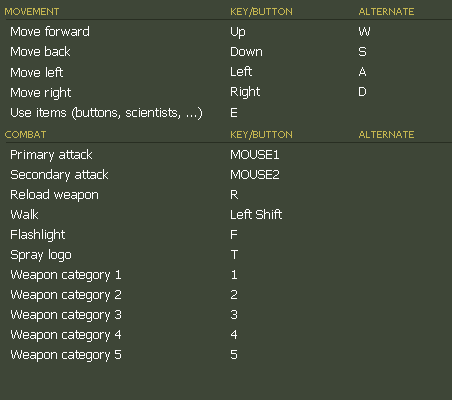 MOVEMENT KEY/BUTTON ALTERNATE
Move forward Up W
Move back Down S
Move left Left A
Move right Right D
Use items (buttons, scientists, ...) E
COMBAT KEY/BUTTON ALTERNATE
Primary attack MOUSE1
Secondary attack MOUSE2
Reload weapon R
Walk Left Shift
Flashlight F
Spray logo T
Weapon category 1 1
Weapon category 2 2
Weapon category 3 3
Weapon category 4 4
Weapon category 5 5